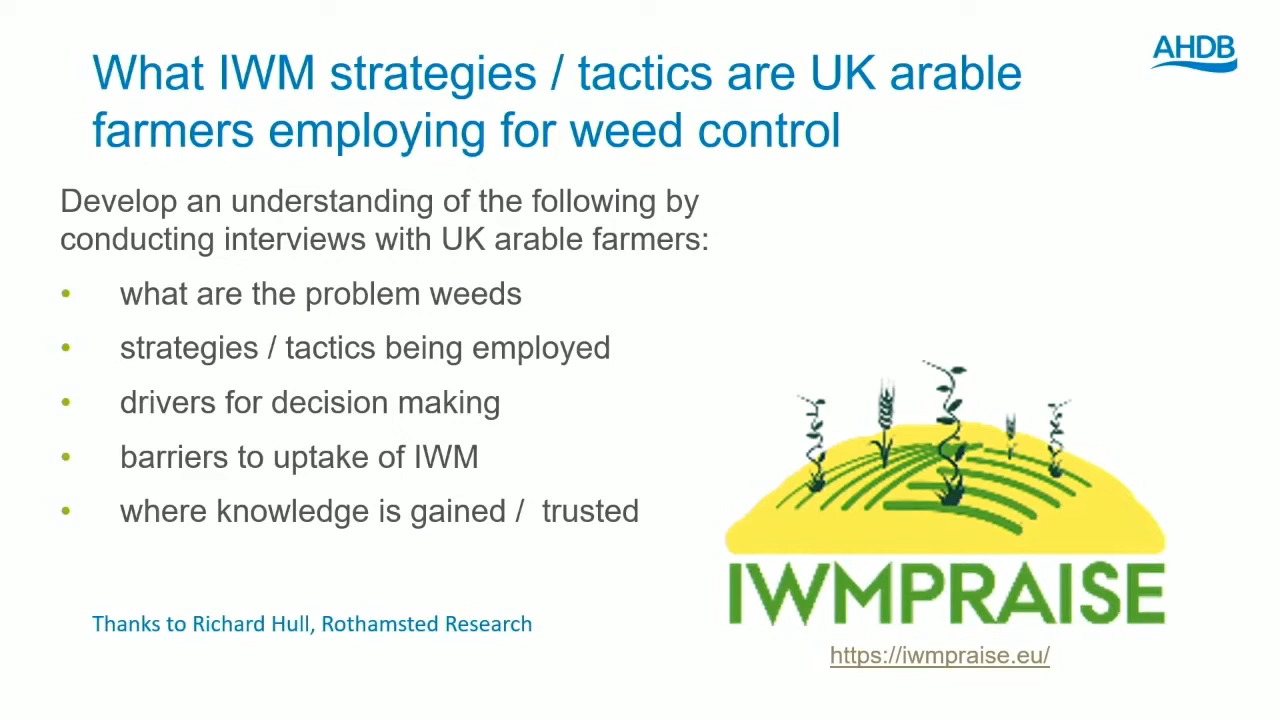 AHDB
What IWM strategies / tactics are UK arable
farmers employing for weed control
Develop an understanding of the following by
conducting interviews with UK arable farmers:
• what are the problem weeds
• strategies / tactics being employed
• drivers for decision making
• barriers to uptake of IWM
• where knowledge is gained /  trusted
IWMPRAISE
Thanks to Richard Hull, Rothamsted Research
https://iwmpraise.eu/